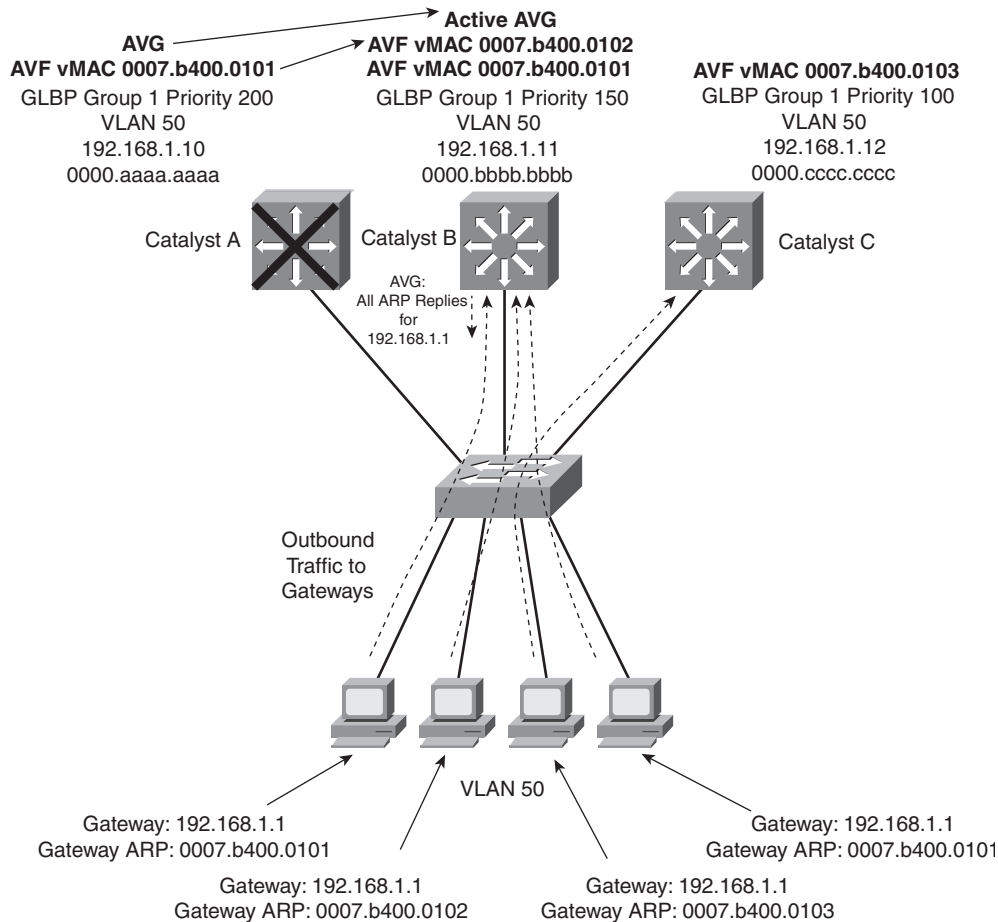 AVG
AVF vMAC 0007.b400.0101
GLBP Group 1 Priority 200
VLAN 50
192.168.1.10
0000.aaaa.aaaa
Active AVG
AVF vMAC 0007.b400.0102
AVF vMAC 0007.b400.0101
GLBP Group 1 Priority 150
VLAN 50
192.168.1.11
0000.bbbb.bbbb
AVF vMAC 0007.b400.0103
GLBP Group 1 Priority 100
VLAN 50
192.168.1.12
0000.cccc.cccc
Catalyst A
Catalyst B
Catalyst C
AVG:
All ARP Replies
for
192.168.1.1
Outbound
Traffic to
Gateways
VLAN 50
Gateway: 192.168.1.1
Gateway ARP: 0007.b400.0101
Gateway: 192.168.1.1
Gateway ARP: 0007.b400.0102
Gateway: 192.168.1.1
Gateway ARP: 0007.b400.0103
Gateway: 192.168.1.1
Gateway ARP: 0007.b400.0101